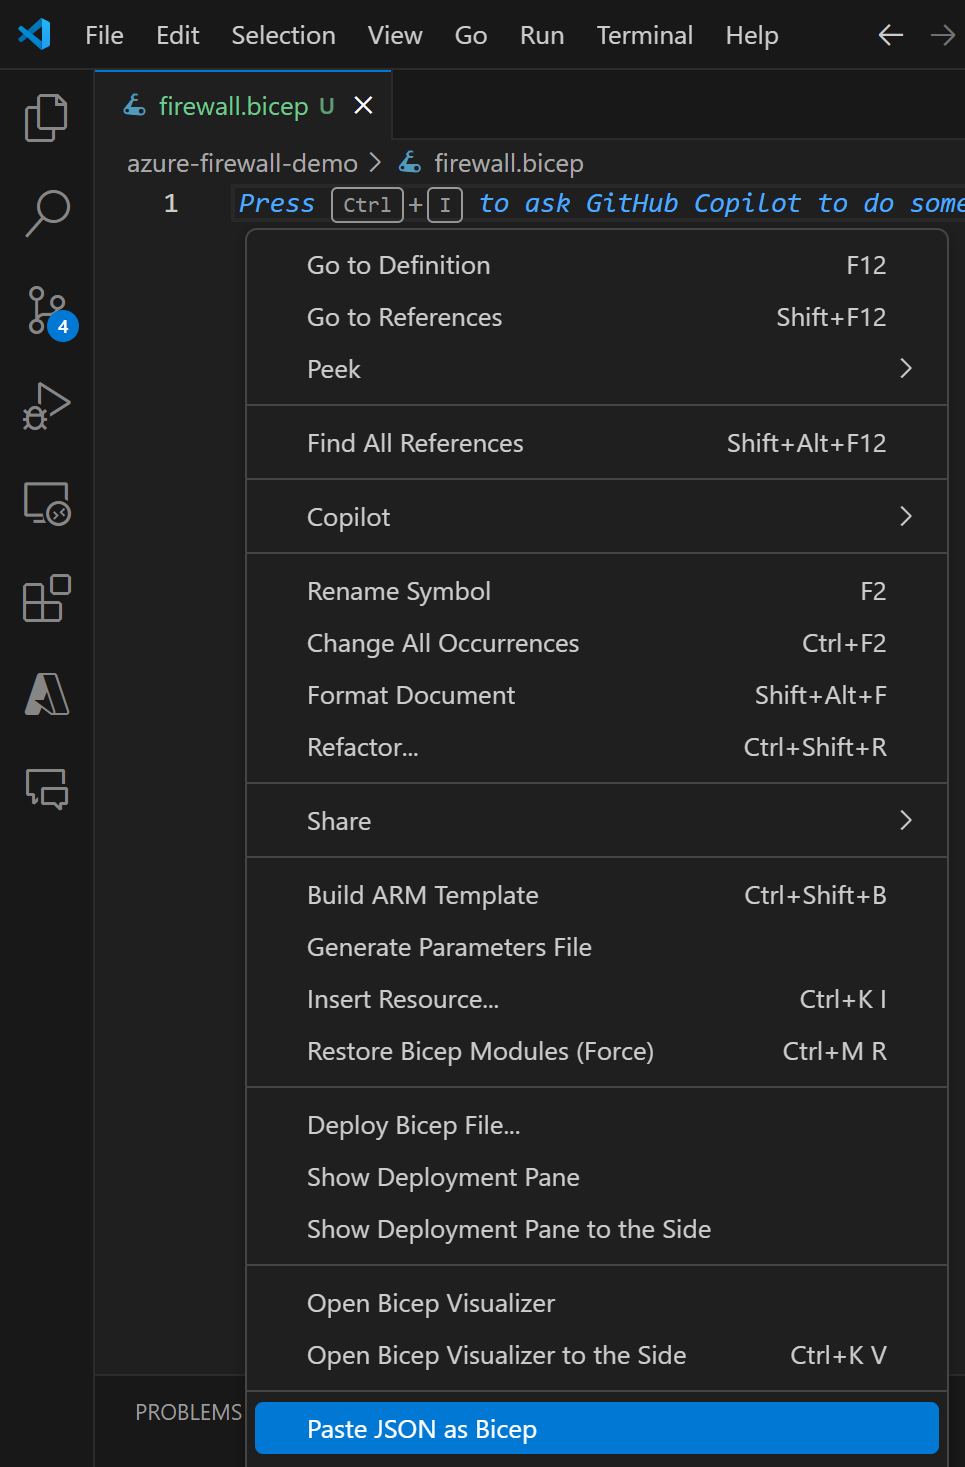 File Edit Selection View Go Run Terminal Help
firewall.bicep U
azure-firewall-demo > firewall.bicep
1 Press Ctrl+I to ask GitHub Copilot to do some
Go to Definition F12
Go to References Shift+F12
Peek
Find All References Shift+Alt+F12
Copilot
Rename Symbol F2
Change All Occurrences Ctrl+F2
Format Document Shift+Alt+F
Refactor... Ctrl+Shift+R
Share
Build ARM Template Ctrl+Shift+B
Generate Parameters File
Insert Resource... Ctrl+K I
Restore Bicep Modules (Force) Ctrl+M R
Deploy Bicep File...
Show Deployment Pane
Show Deployment Pane to the Side
Open Bicep Visualizer
Open Bicep Visualizer to the Side Ctrl+K V
PROBLEMS
Paste JSON as Bicep
4